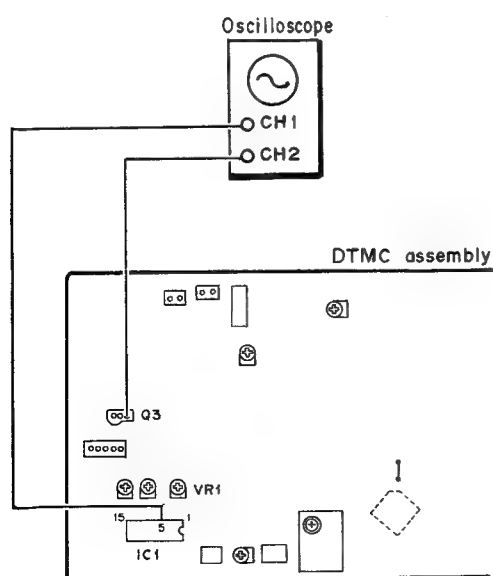 Oscilloscope
CH1
CH2
DTMC assembly
Q3
VR1
15 5 1
IC1